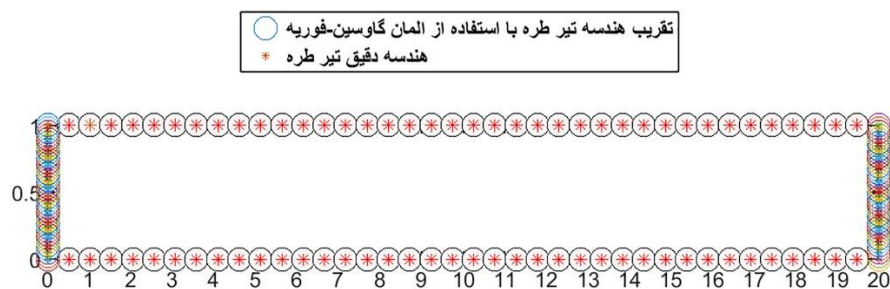 تقریب هندسه تیر طره با استفاده از المان گاوسین-فوریه
هندسه دقیق تیر طره
1
0.5
0
0 1 2 3 4 5 6 7 8 9 10 11 12 13 14 15 16 17 18 19 20